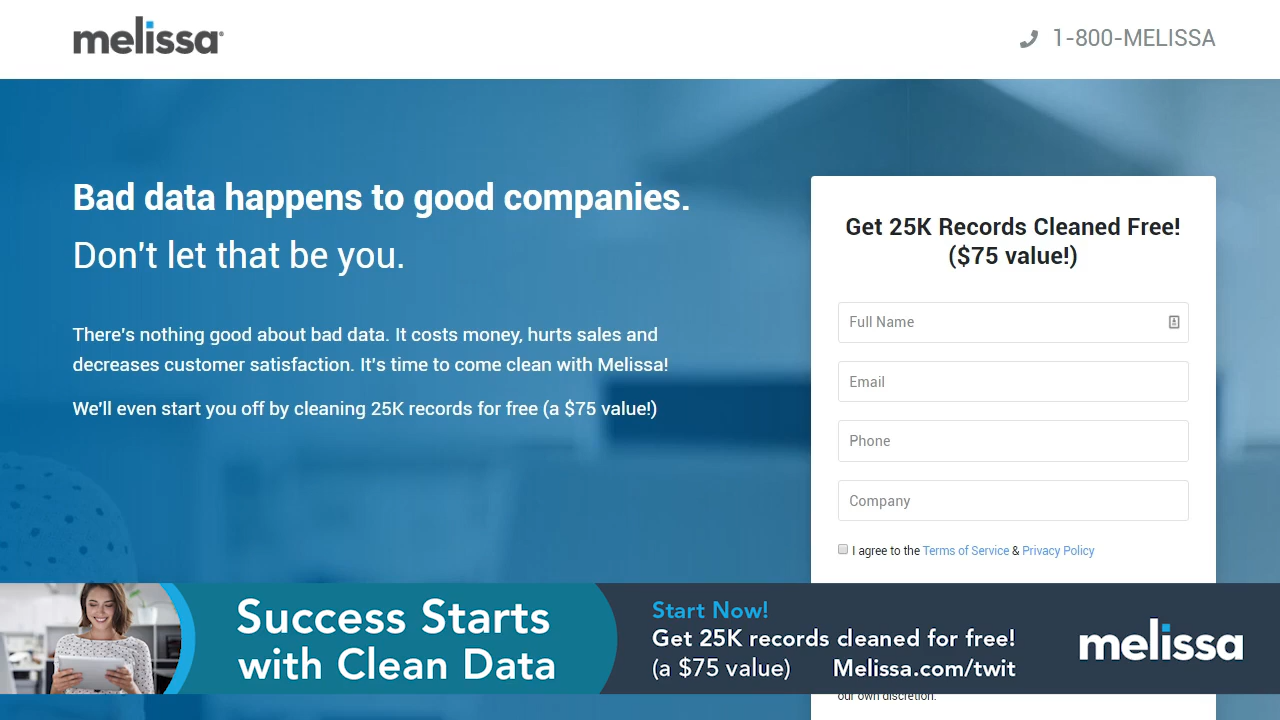 melissa
1-800-MELISSA
Bad data happens to good companies.
Don't let that be you.
There's nothing good about bad data. It costs money, hurts sales and
decreases customer satisfaction. It's time to come clean with Melissa!
We'll even start you off by cleaning 25K records for free (a $75 value!)
Get 25K Records Cleaned Free!
($75 value!)
Full Name
Email
Phone
Company
I agree to the Terms of Service & Privacy Policy
Success Starts
with Clean Data
Start Now!
Get 25K records cleaned for free!
(a $75 value) Melissa.com/twit
melissa
our own discretion.